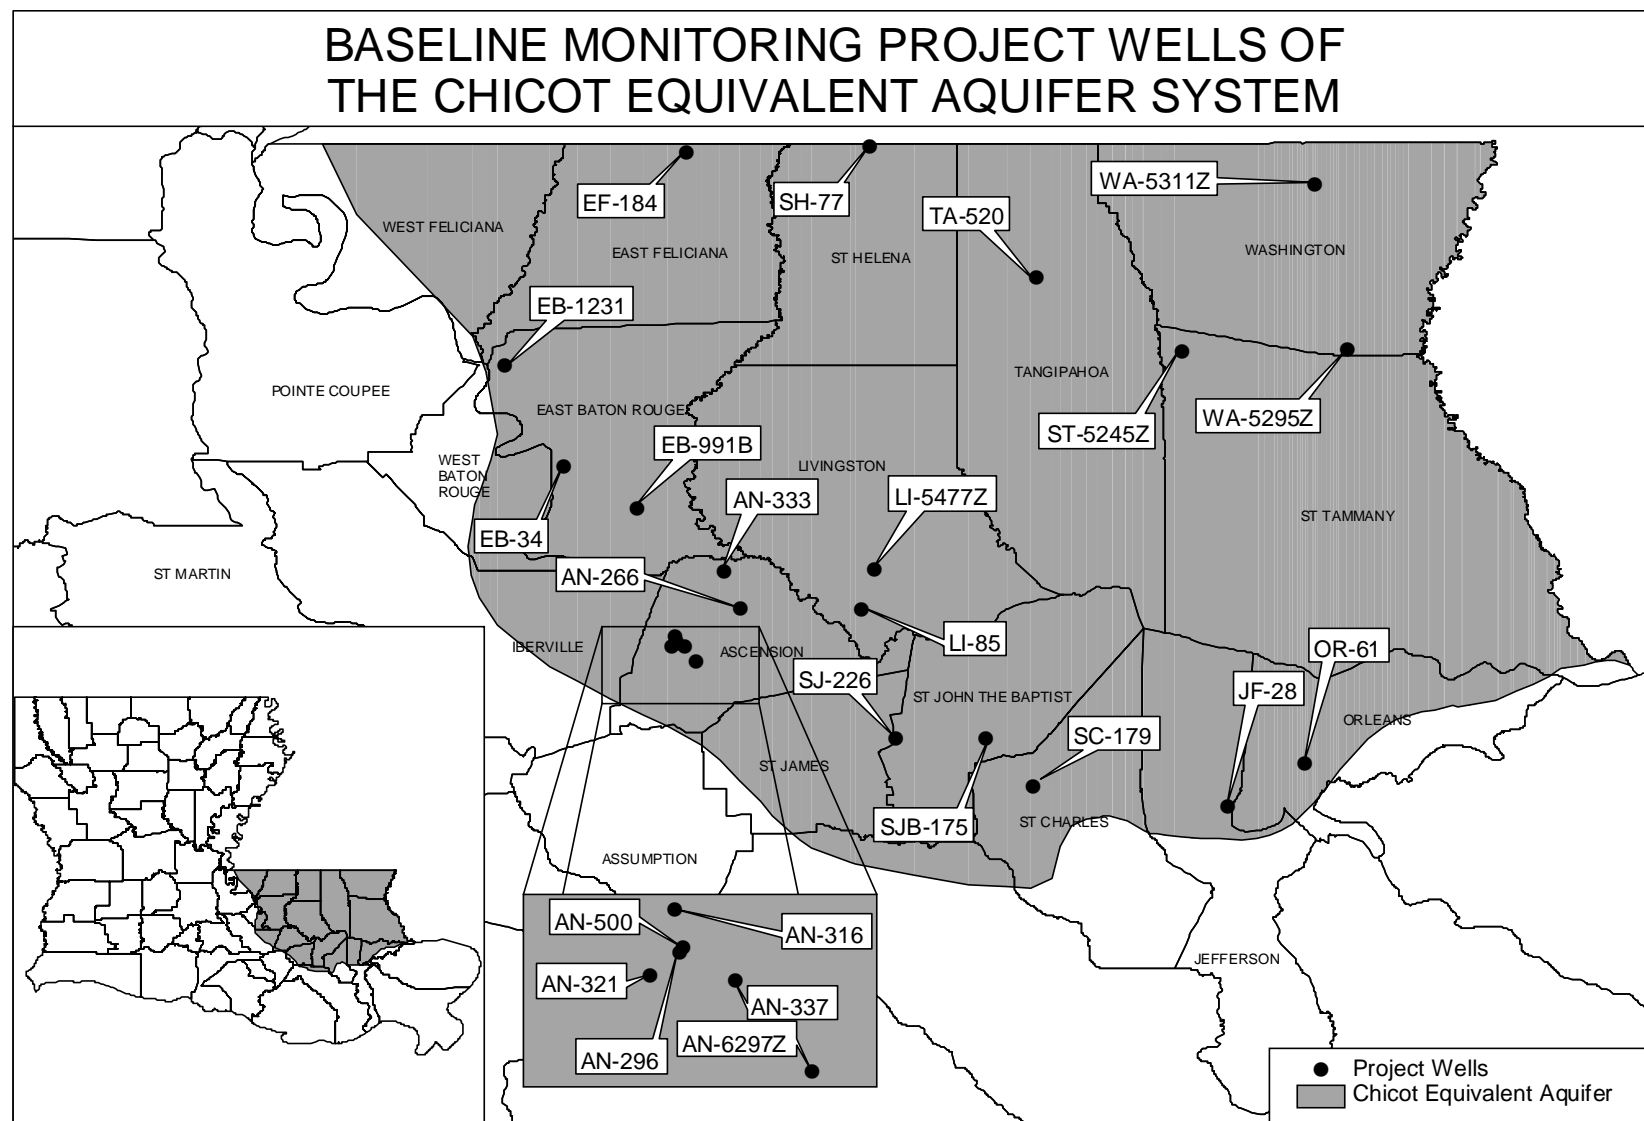 BASELINE MONITORING PROJECT WELLS OF
THE CHICOT EQUIVALENT AQUIFER SYSTEM
EF-184
SH-77
WA-5311Z
TA-520
WEST FELICIANA
EAST FELICIANA
ST HELENA
WASHINGTON
EB-1231
POINTE COUPEE
TANGIPAHOA
EAST BATON ROUGE
ST-5245Z
WA-5295Z
EB-991B
WEST
BATON
ROUGE
LIVINGSTON
AN-333
LI-5477Z
ST TAMMANY
EB-34
ST MARTIN
AN-266
IBERVILLE
ASCENSION
LI-85
OR-61
SJ-226
ST JOHN THE BAPTIST
JF-28
ORLEANS
SC-179
ST JAMES
SJB-175
ST CHARLES
ASSUMPTION
AN-500
AN-316
AN-321
AN-337
AN-6297Z
AN-296
JEFFERSON
Project Wells
Chicot Equivalent Aquifer